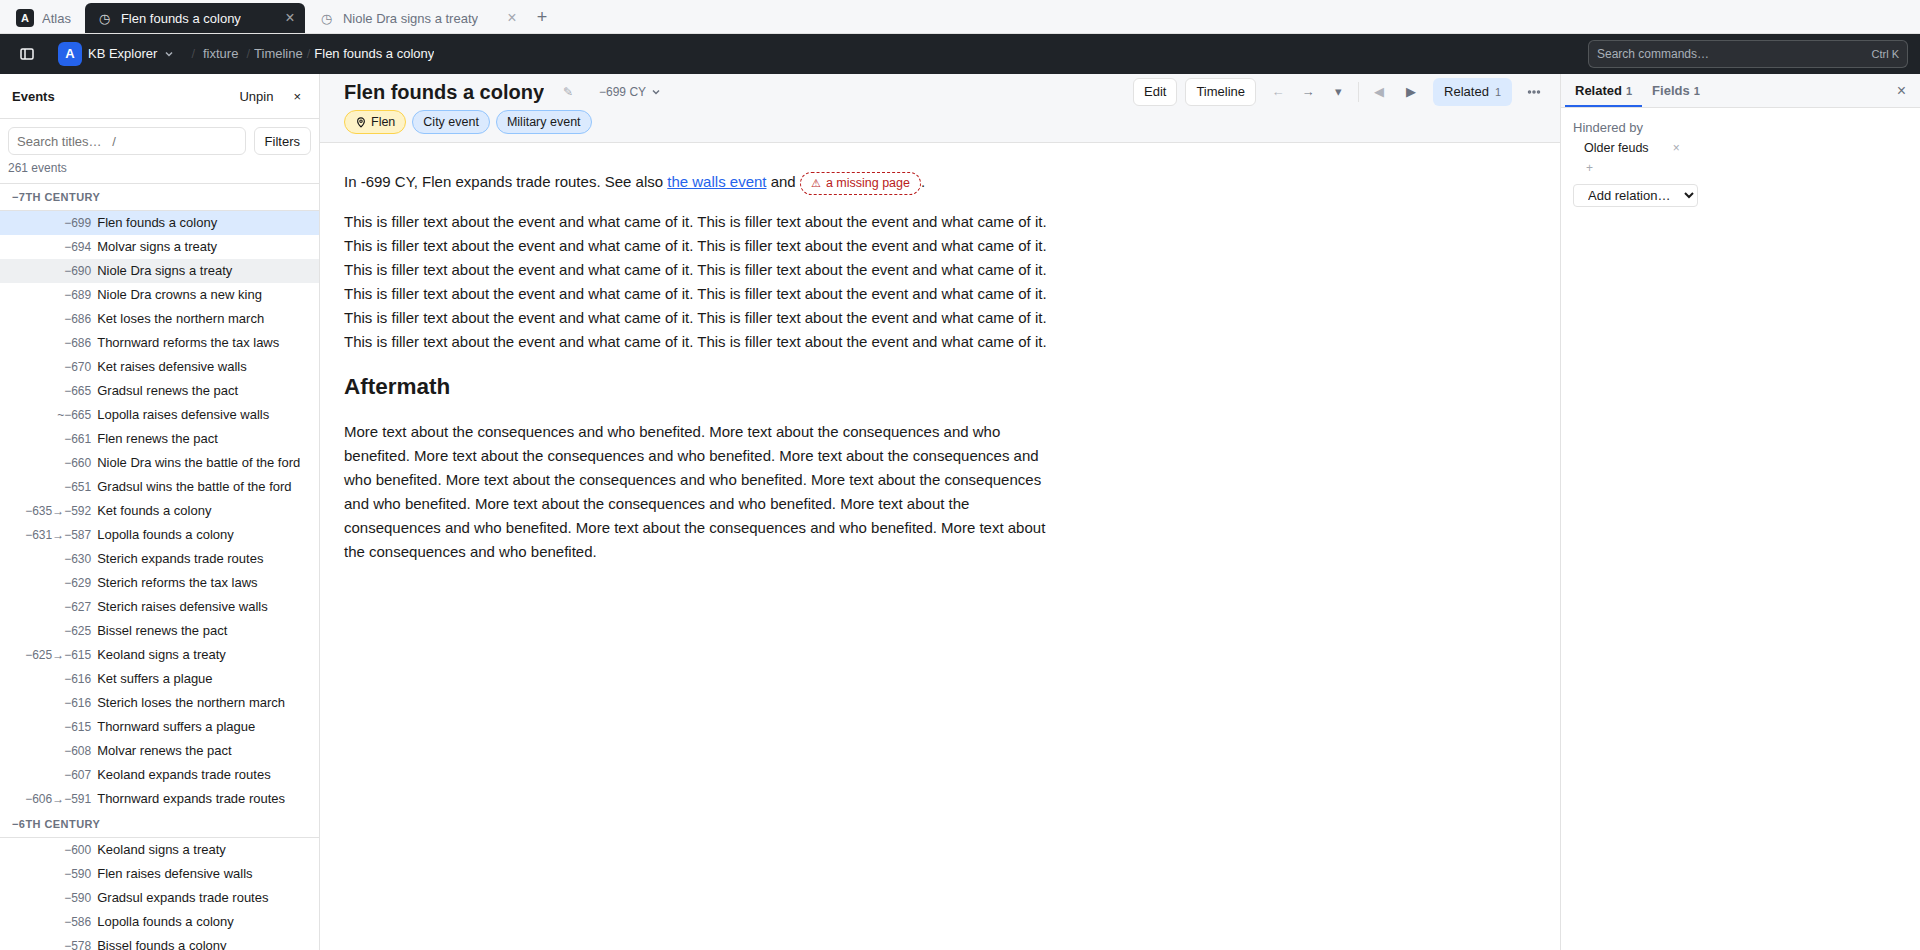 A Atlas
Flen founds a colony ×
Niole Dra signs a treaty ×
+
A KB Explorer / fixture / Timeline / Flen founds a colony
Search commands… Ctrl K
Events Unpin ×
Search titles… /
Filters
261 events
−7TH CENTURY
−699 Flen founds a colony
−694 Molvar signs a treaty
−690 Niole Dra signs a treaty
−689 Niole Dra crowns a new king
−686 Ket loses the northern march
−686 Thornward reforms the tax laws
−670 Ket raises defensive walls
−665 Gradsul renews the pact
~−665 Lopolla raises defensive walls
−661 Flen renews the pact
−660 Niole Dra wins the battle of the ford
−651 Gradsul wins the battle of the ford
−635→−592 Ket founds a colony
−631→−587 Lopolla founds a colony
−630 Sterich expands trade routes
−629 Sterich reforms the tax laws
−627 Sterich raises defensive walls
−625 Bissel renews the pact
−625→−615 Keoland signs a treaty
−616 Ket suffers a plague
−616 Sterich loses the northern march
−615 Thornward suffers a plague
−608 Molvar renews the pact
−607 Keoland expands trade routes
−606→−591 Thornward expands trade routes
−6TH CENTURY
−600 Keoland signs a treaty
−590 Flen raises defensive walls
−590 Gradsul expands trade routes
−586 Lopolla founds a colony
−578 Bissel founds a colony
Flen founds a colony ✎ −699 CY
Edit Timeline ← → ▾ ◀ ▶ Related 1 •••
Flen City event Military event
In -699 CY, Flen expands trade routes. See also the walls event and ⚠ a missing page.
This is filler text about the event and what came of it. This is filler text about the event and what came of it.
This is filler text about the event and what came of it. This is filler text about the event and what came of it.
This is filler text about the event and what came of it. This is filler text about the event and what came of it.
This is filler text about the event and what came of it. This is filler text about the event and what came of it.
This is filler text about the event and what came of it. This is filler text about the event and what came of it.
This is filler text about the event and what came of it. This is filler text about the event and what came of it.
Aftermath
More text about the consequences and who benefited. More text about the consequences and who
benefited. More text about the consequences and who benefited. More text about the consequences and
who benefited. More text about the consequences and who benefited. More text about the consequences
and who benefited. More text about the consequences and who benefited. More text about the
consequences and who benefited. More text about the consequences and who benefited. More text about
the consequences and who benefited.
Related 1 Fields 1 ×
Hindered by
Older feuds ×
+
Add relation…